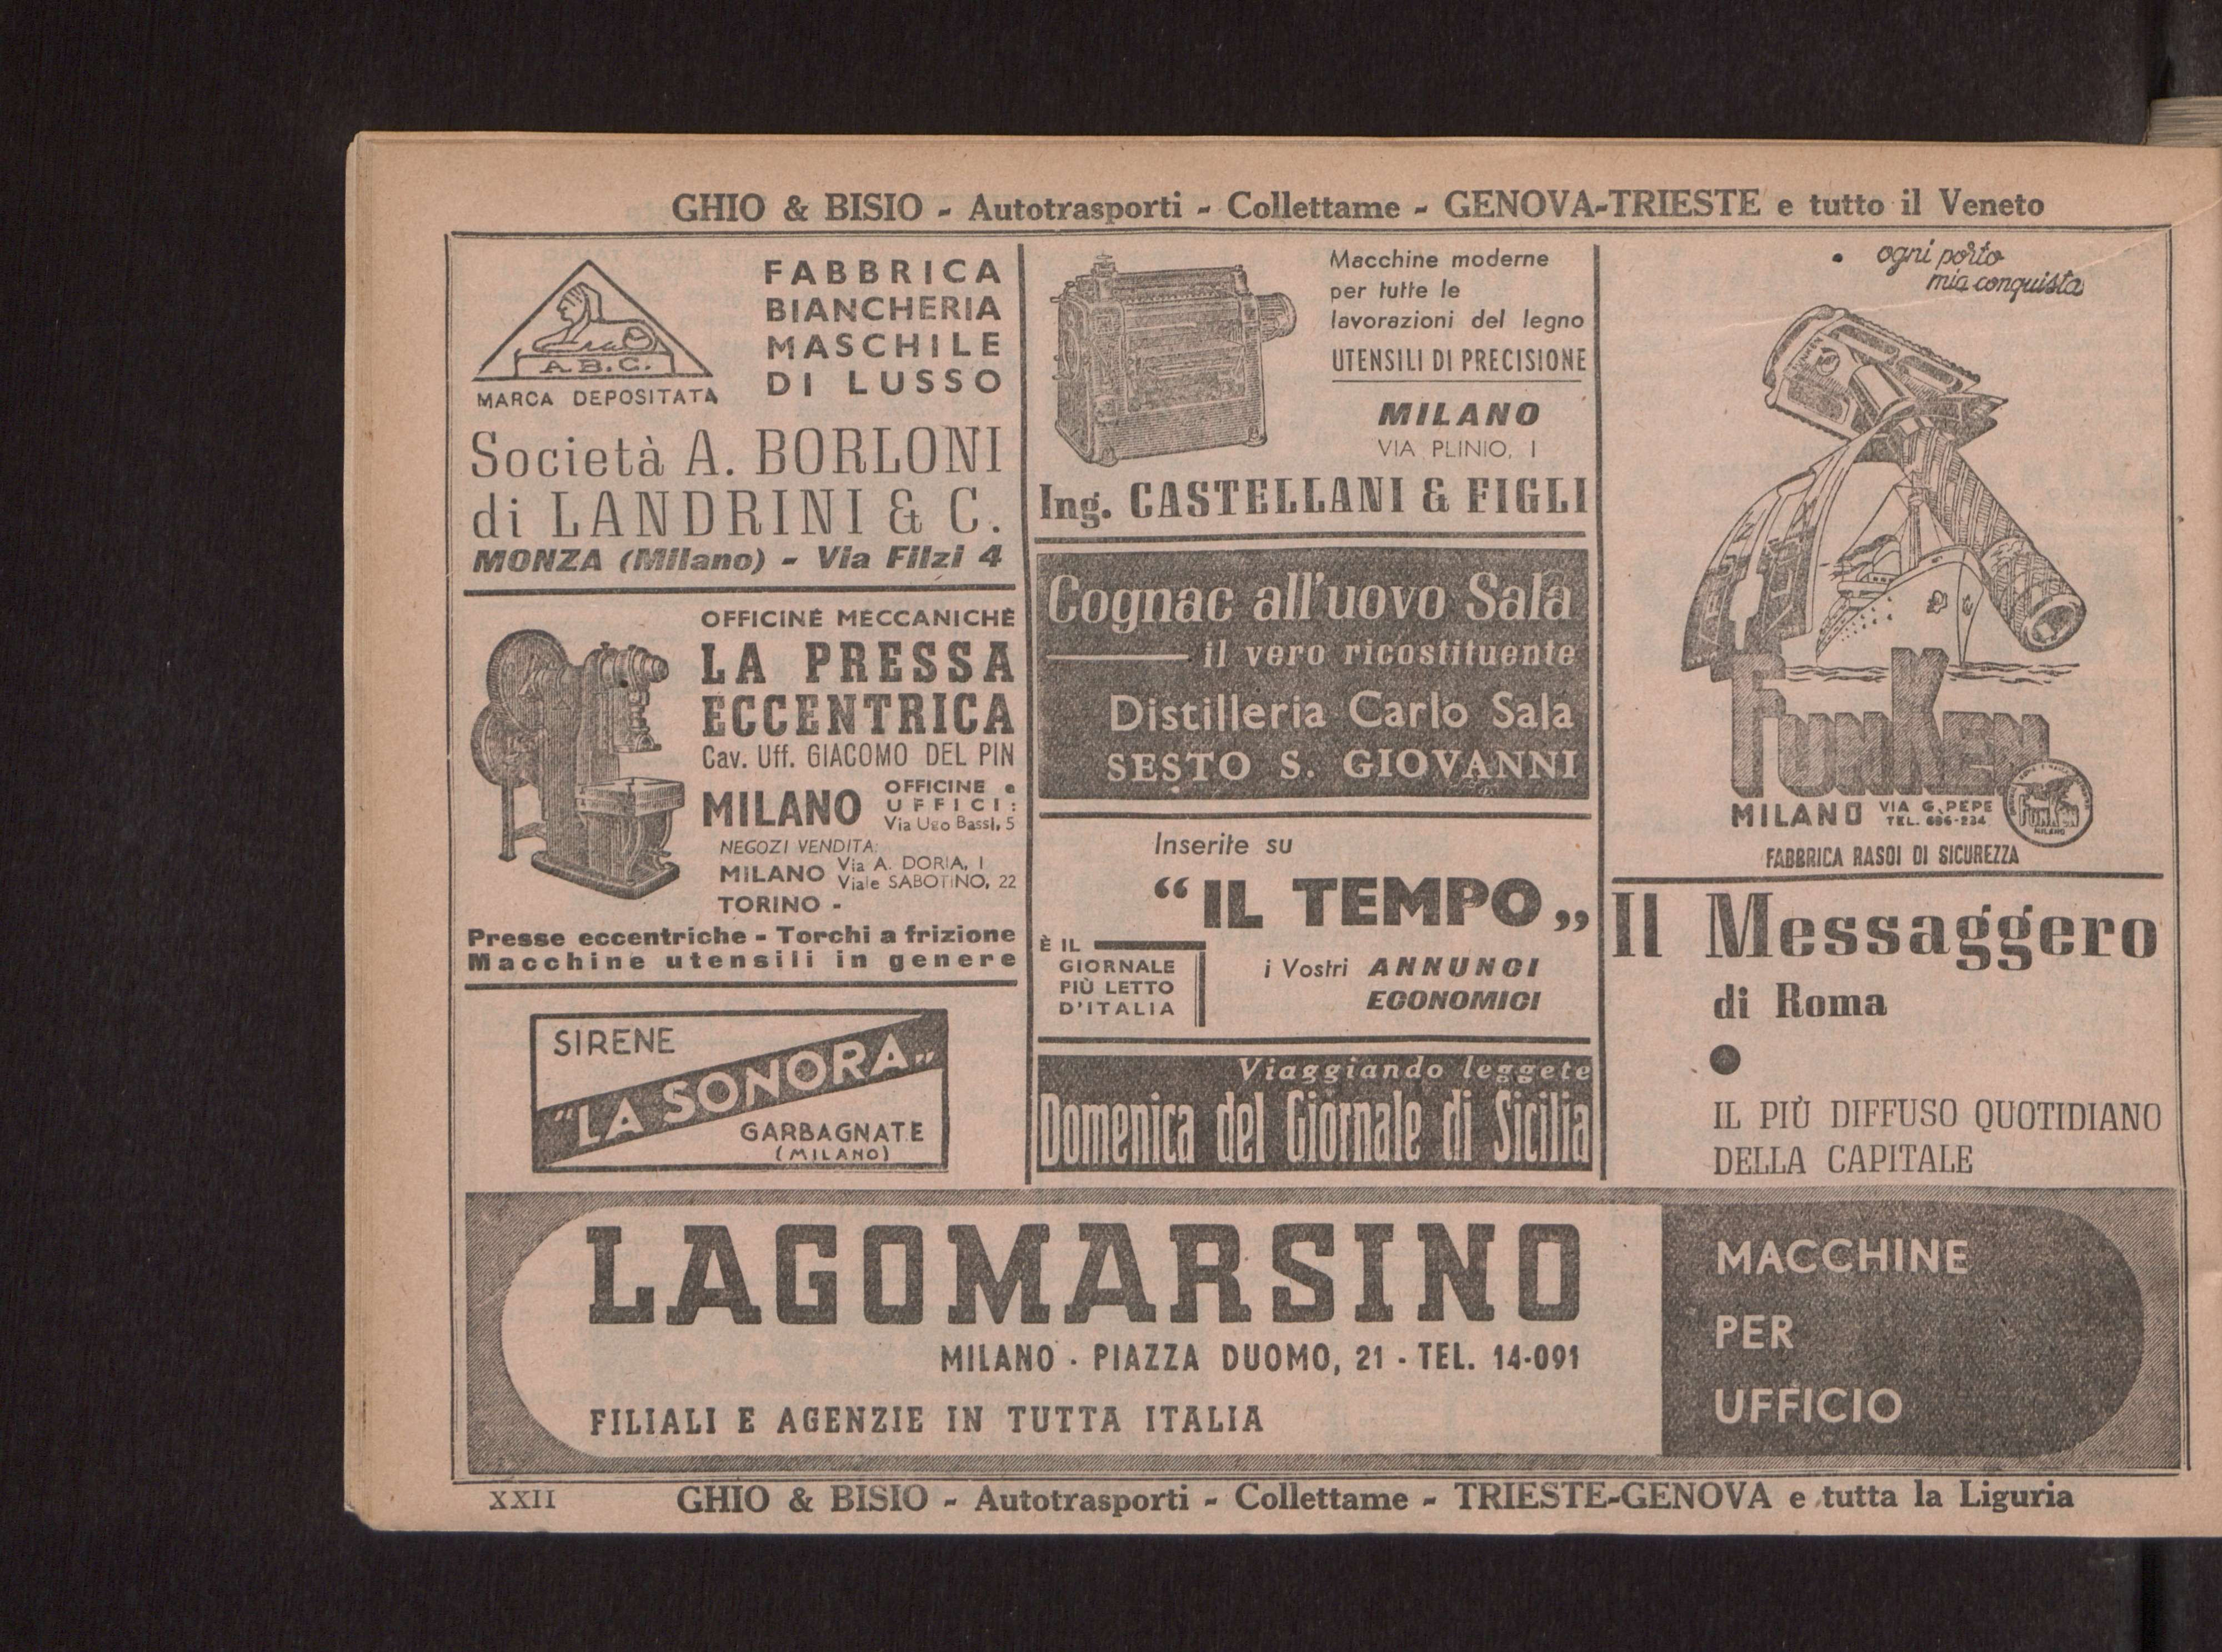 GHIO & BISIO - Autotrasporti - Collettame - GENOVA-TRIESTE e tutto il Veneto
A.B.C.
MARCA DEPOSITATA
FABBRICA
BIANCHERIA
MASCHILE
DI LUSSO
Società A. BORLONI
di LANDRINI & C.
MONZA (Milano) - Via Filzi 4
OFFICINE MECCANICHE
LA PRESSA
ECCENTRICA
Cav. Uff. GIACOMO DEL PIN
MILANO
OFFICINE e
UFFICI:
Via Ugo Bassi, 5
NEGOZI VENDITA:
MILANO Via A. DORIA, 1
Viale SABOTINO, 22
TORINO -
Presse eccentriche - Torchi a frizione
Macchine utensili in genere
SIRENE
"LA SONORA„
GARBAGNATE
(MILANO)
Macchine moderne
per tutte le
lavorazioni del legno
UTENSILI DI PRECISIONE
MILANO
VIA PLINIO, 1
Ing. CASTELLANI & FIGLI
Cognac all'uovo Sala
il vero ricostituente
Distilleria Carlo Sala
SESTO S. GIOVANNI
Inserite su
“IL TEMPO„
È IL
GIORNALE
PIÙ LETTO
D'ITALIA
i Vostri ANNUNCI
ECONOMICI
Viaggiando leggete
Domenica del Giornale di Sicilia
ogni porto
mia conquista
FUNKEN
MILANO VIA G. PEPE
TEL. 696-234
FUNKEN
MILANO
FABBRICA RASOI DI SICUREZZA
Il Messaggero
di Roma
IL PIÙ DIFFUSO QUOTIDIANO
DELLA CAPITALE
LAGOMARSINO
MILANO - PIAZZA DUOMO, 21 - TEL. 14-091
FILIALI E AGENZIE IN TUTTA ITALIA
MACCHINE
PER
UFFICIO
XXII
GHIO & BISIO - Autotrasporti - Collettame - TRIESTE-GENOVA e tutta la Liguria